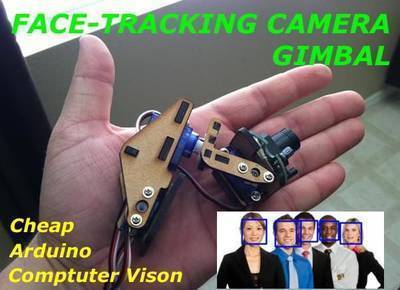 FACE-TRACKING CAMERA
GIMBAL
Cheap
Arduino
Comptuter Vison